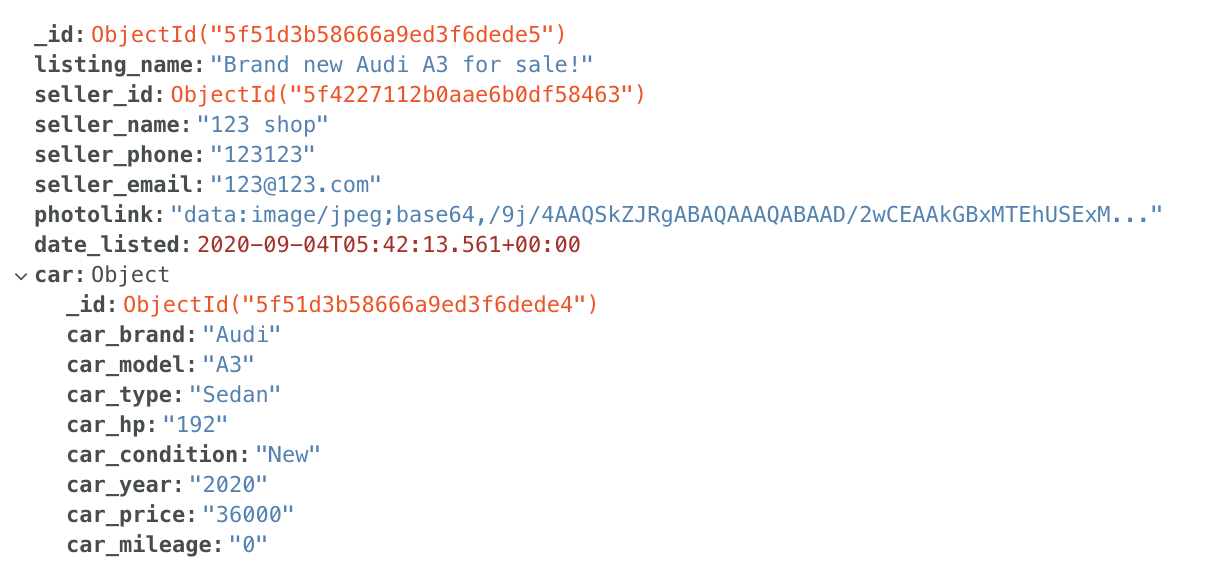 _id: ObjectId("5f51d3b58666a9ed3f6dede5")
listing_name: "Brand new Audi A3 for sale!"
seller_id: ObjectId("5f4227112b0aae6b0df58463")
seller_name: "123 shop"
seller_phone: "123123"
seller_email: "123@123.com"
photolink: "data:image/jpeg;base64,/9j/4AAQSkZJRgABAQAAAQABAAD/2wCEAAkGBxMTEhUSExM..."
date_listed: 2020-09-04T05:42:13.561+00:00
car: Object
_id: ObjectId("5f51d3b58666a9ed3f6dede4")
car_brand: "Audi"
car_model: "A3"
car_type: "Sedan"
car_hp: "192"
car_condition: "New"
car_year: "2020"
car_price: "36000"
car_mileage: "0"